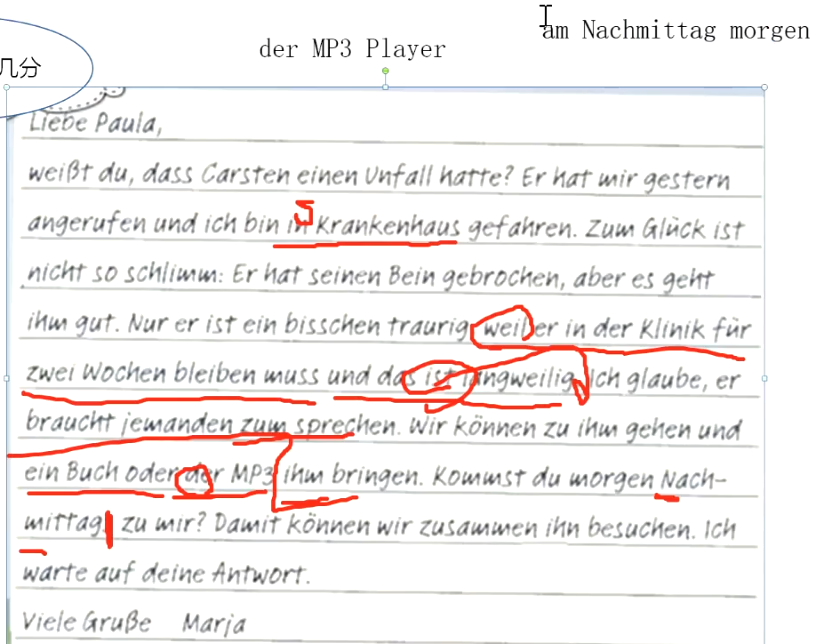 am Nachmittag morgen
der MP3 Player
几分
Liebe Paula,
weißt du, dass Carsten einen Unfall hatte? Er hat mir gestern
s
angerufen und ich bin in Krankenhaus gefahren. Zum Glück ist
nicht so schlimm: Er hat seinen Bein gebrochen, aber es geht
ihm gut. Nur er ist ein bisschen traurig, weil er in der Klinik für
zwei Wochen bleiben muss und das ist langweilig. Ich glaube, er
braucht jemanden zum sprechen. Wir können zu ihm gehen und
ein Buch oder der MP3 ihm bringen. Kommst du morgen Nach-
mittag zu mir? Damit können wir zusammen ihn besuchen. Ich
warte auf deine Antwort.
Viele Gruße Marja